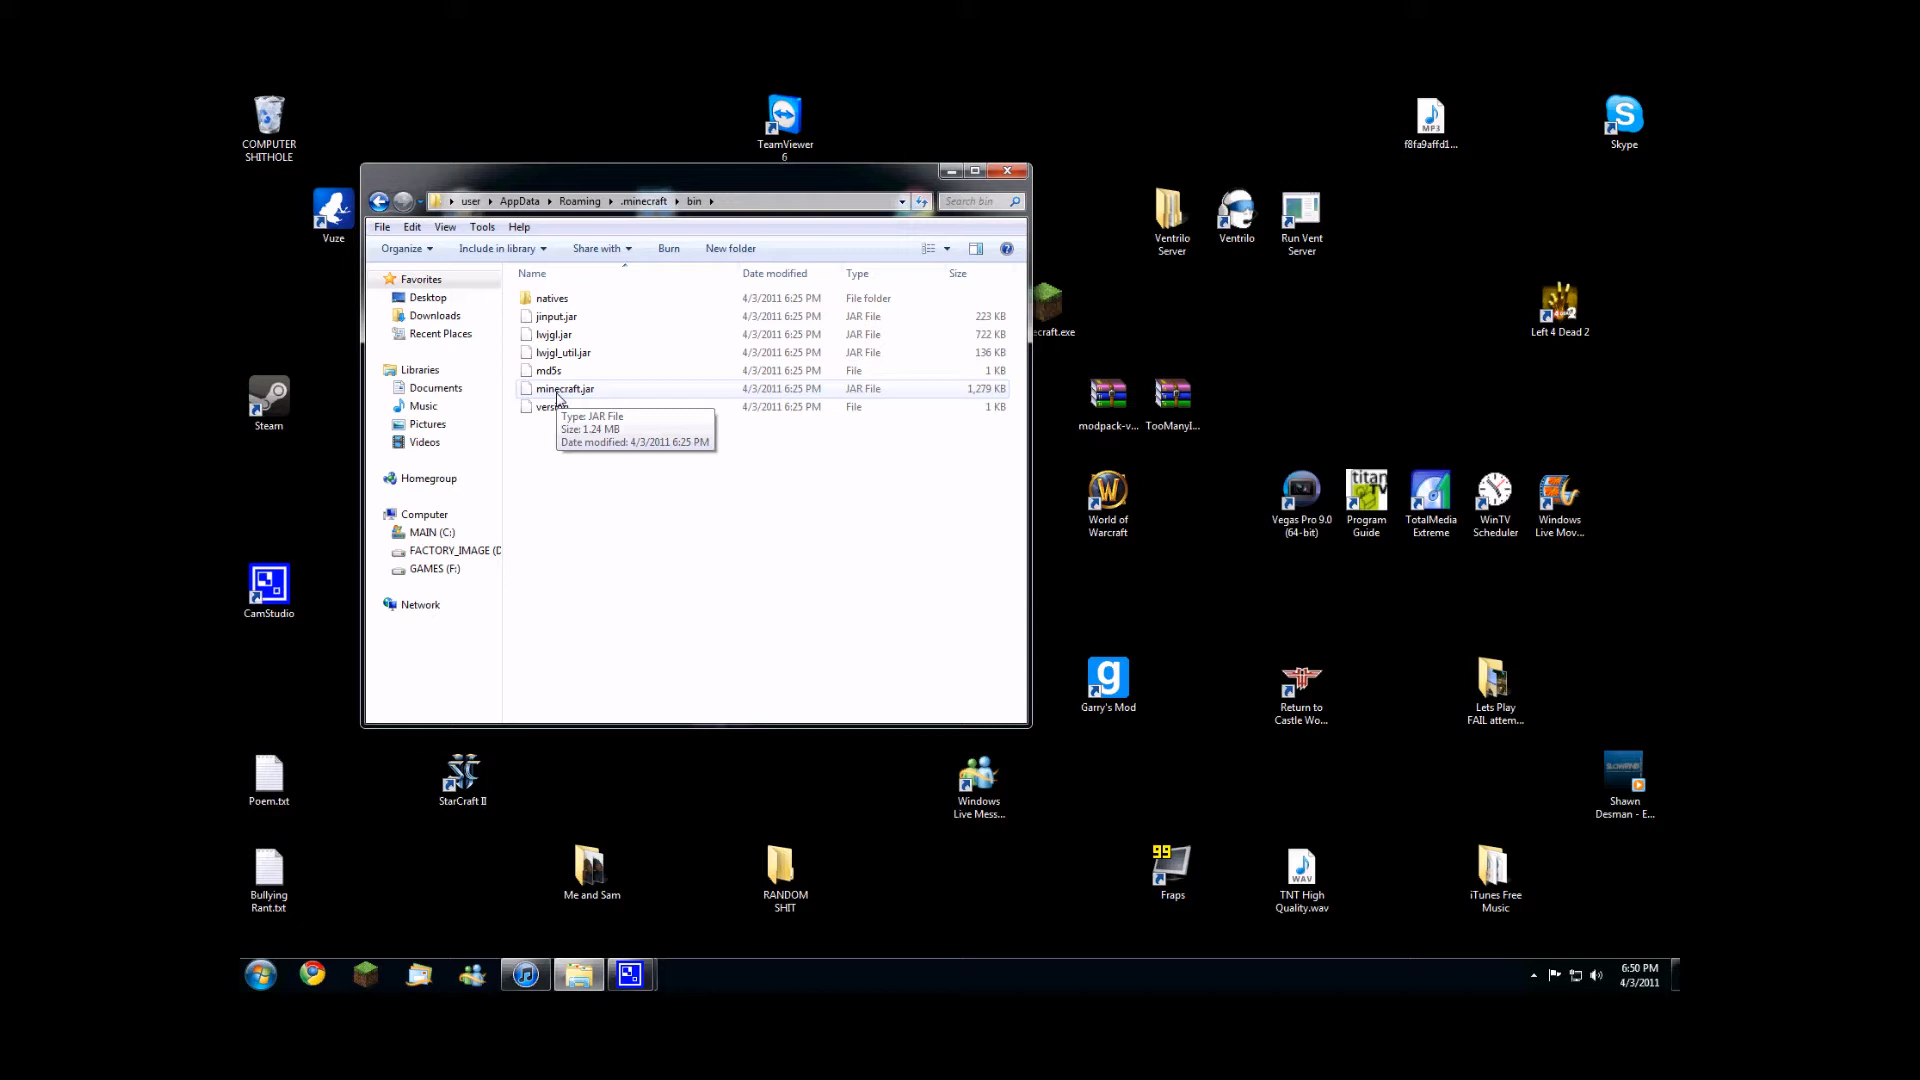 COMPUTER
SHITHOLE
TeamViewer
6
MP3
f8fa9affd1...
Skype
Vuze
user AppData Roaming .minecraft bin
Search bin
File Edit View Tools Help
Organize Include in library Share with Burn New folder
Name Date modified Type Size
Favorites
Desktop
Downloads
Recent Places
Libraries
Documents
Music
Pictures
Videos
Homegroup
Computer
MAIN (C:)
FACTORY_IMAGE (D
GAMES (F:)
Network
natives 4/3/2011 6:25 PM File folder
jinput.jar 4/3/2011 6:25 PM JAR File 223 KB
lwjgl.jar 4/3/2011 6:25 PM JAR File 722 KB
lwjgl_util.jar 4/3/2011 6:25 PM JAR File 136 KB
md5s 4/3/2011 6:25 PM File 1 KB
minecraft.jar 4/3/2011 6:25 PM JAR File 1,279 KB
version 4/3/2011 6:25 PM File 1 KB
Type: JAR File
Size: 1.24 MB
Date modified: 4/3/2011 6:25 PM
Ventrilo
Server
Ventrilo
Run Vent
Server
ecraft.exe
2
Left 4 Dead 2
Steam
modpack-v...
TooManyI...
W
World of
Warcraft
Vegas Pro 9.0
(64-bit)
titan
TV
Program
Guide
TotalMedia
Extreme
WinTV
Scheduler
Windows
Live Mov...
CamStudio
g
Garry's Mod
Return to
Castle Wo...
Lets Play
FAIL attem...
Poem.txt
StarCraft II
Windows
Live Mess...
Shawn
Desman - E...
Bullying
Rant.txt
Me and Sam
RANDOM
SHIT
99
Fraps
WAV
TNT High
Quality.wav
iTunes Free
Music
6:50 PM
4/3/2011